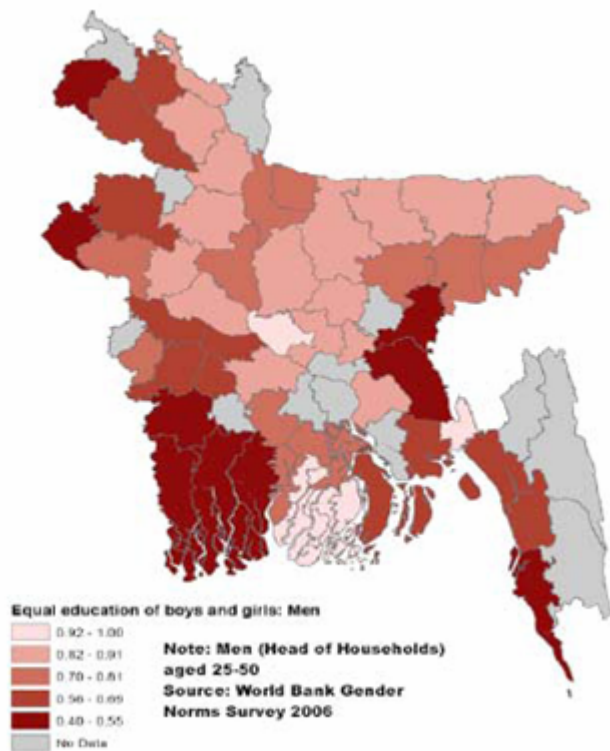 Equal education of boys and girls: Men
0.92 - 1.00
0.82 - 0.91
0.70 - 0.81
0.56 - 0.69
0.40 - 0.55
No Data
Note: Men (Head of Households)
aged 25-50
Source: World Bank Gender
Norms Survey 2006